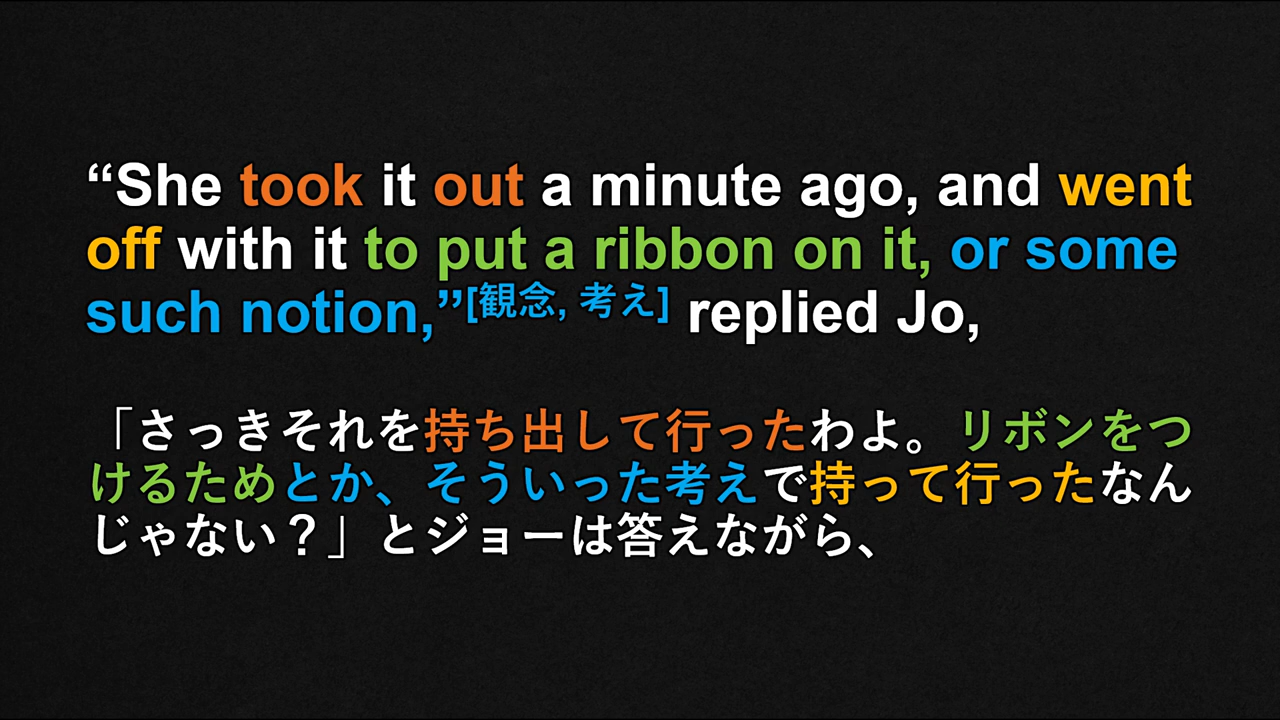 “She took it out a minute ago, and went
off with it to put a ribbon on it, or some
such notion,”[観念, 考え] replied Jo,
「さっきそれを持ち出して行ったわよ。リボンをつ
けるためとか、そういった考えで持って行ったなん
じゃない？」とジョーは答えながら、